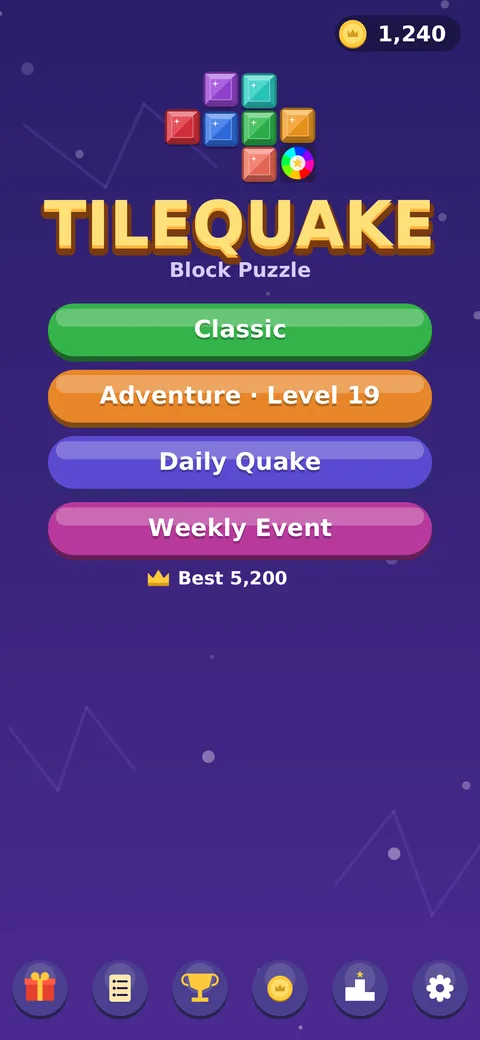 1,240
TILEQUAKE
Block Puzzle
Classic
Adventure · Level 19
Daily Quake
Weekly Event
Best 5,200